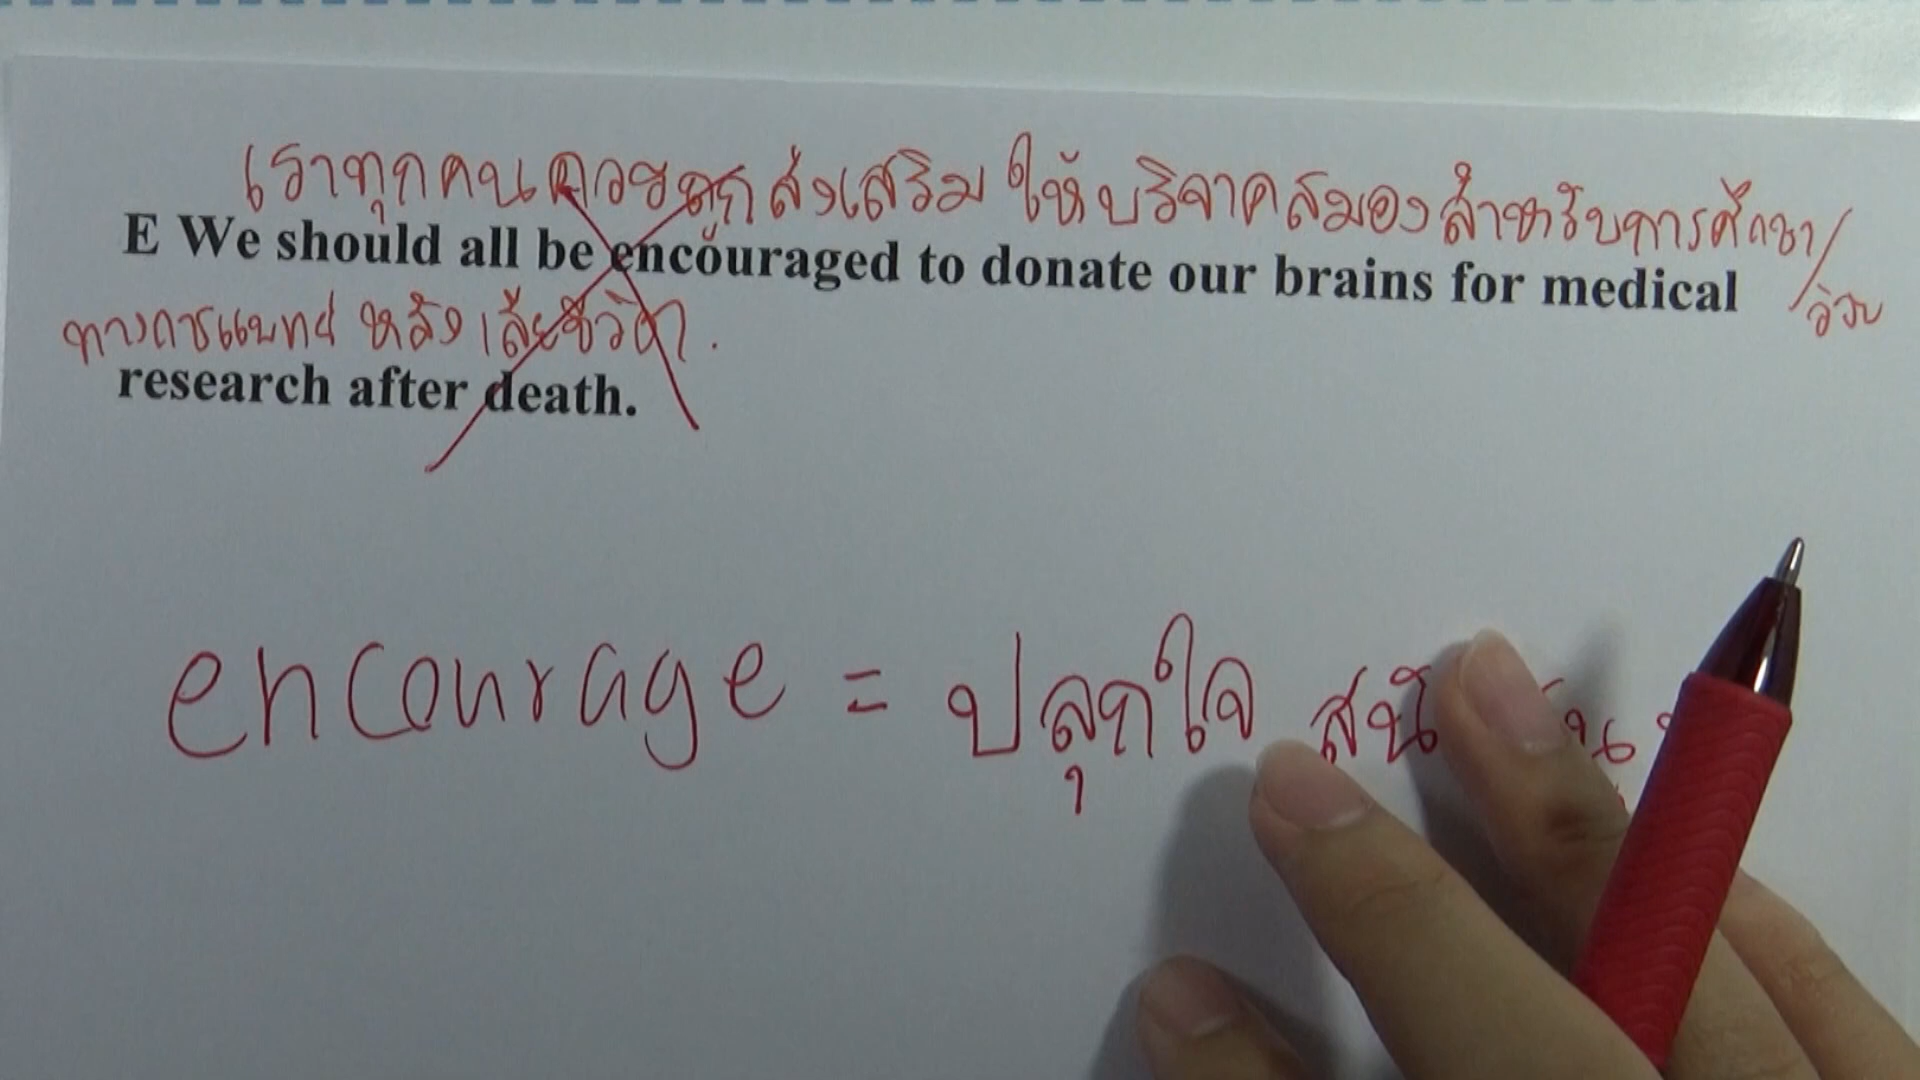 เราทุกคนควรถูกส่งเสริมให้บริจาคสมองสำหรับการศึกษา/
E We should all be encouraged to donate our brains for medical
วิจัย
ทางการแพทย์ หลังเสียชีวิต.
research after death.
encourage = ปลุกใจ